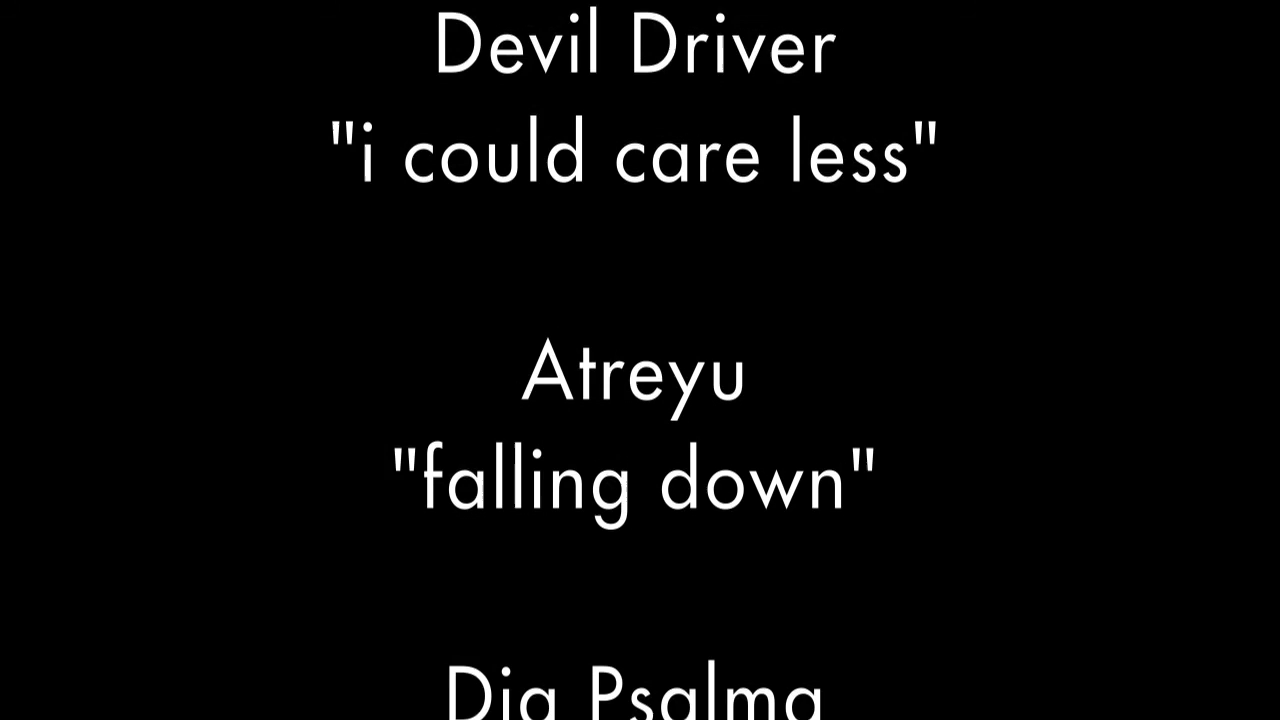 Devil Driver
"i could care less"
Atreyu
"falling down"
Dia Psalma